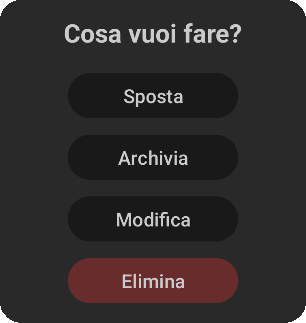 Cosa vuoi fare?
Sposta
Archivia
Modifica
Elimina